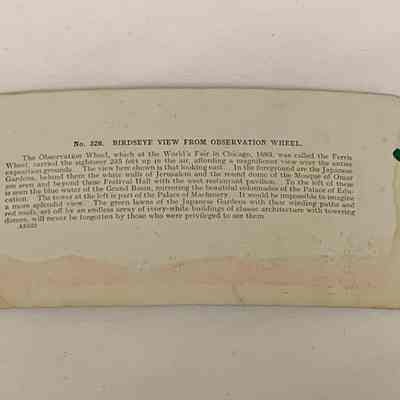 No. 328. BIRDSEYE VIEW FROM OBSERVATION WHEEL.
The Observation Wheel, which at the World's Fair in Chicago, 1893, was called the Ferris
Wheel, carried the sightseer 235 feet up in the air, affording a magnificent view over the entire
exposition grounds. The view here shown is that looking east. In the foreground are the Japanese
Gardens, behind them the white walls of Jerusalem and the round dome of the Mosque of Omar
are seen and beyond these Festival Hall with the west restaurant pavilion. To the left of these
is seen the blue water of the Grand Basin, mirroring the beautiful colonnades of the Palace of Edu-
cation. The tower at the left is part of the Palace of Machinery. It would be impossible to imagine
a more splendid view. The green lawns of the Japanese Gardens with their winding paths and
red roofs, set off by an endless array of ivory-white buildings of classic architecture with towering
domes, will never be forgotten by those who were privileged to see them